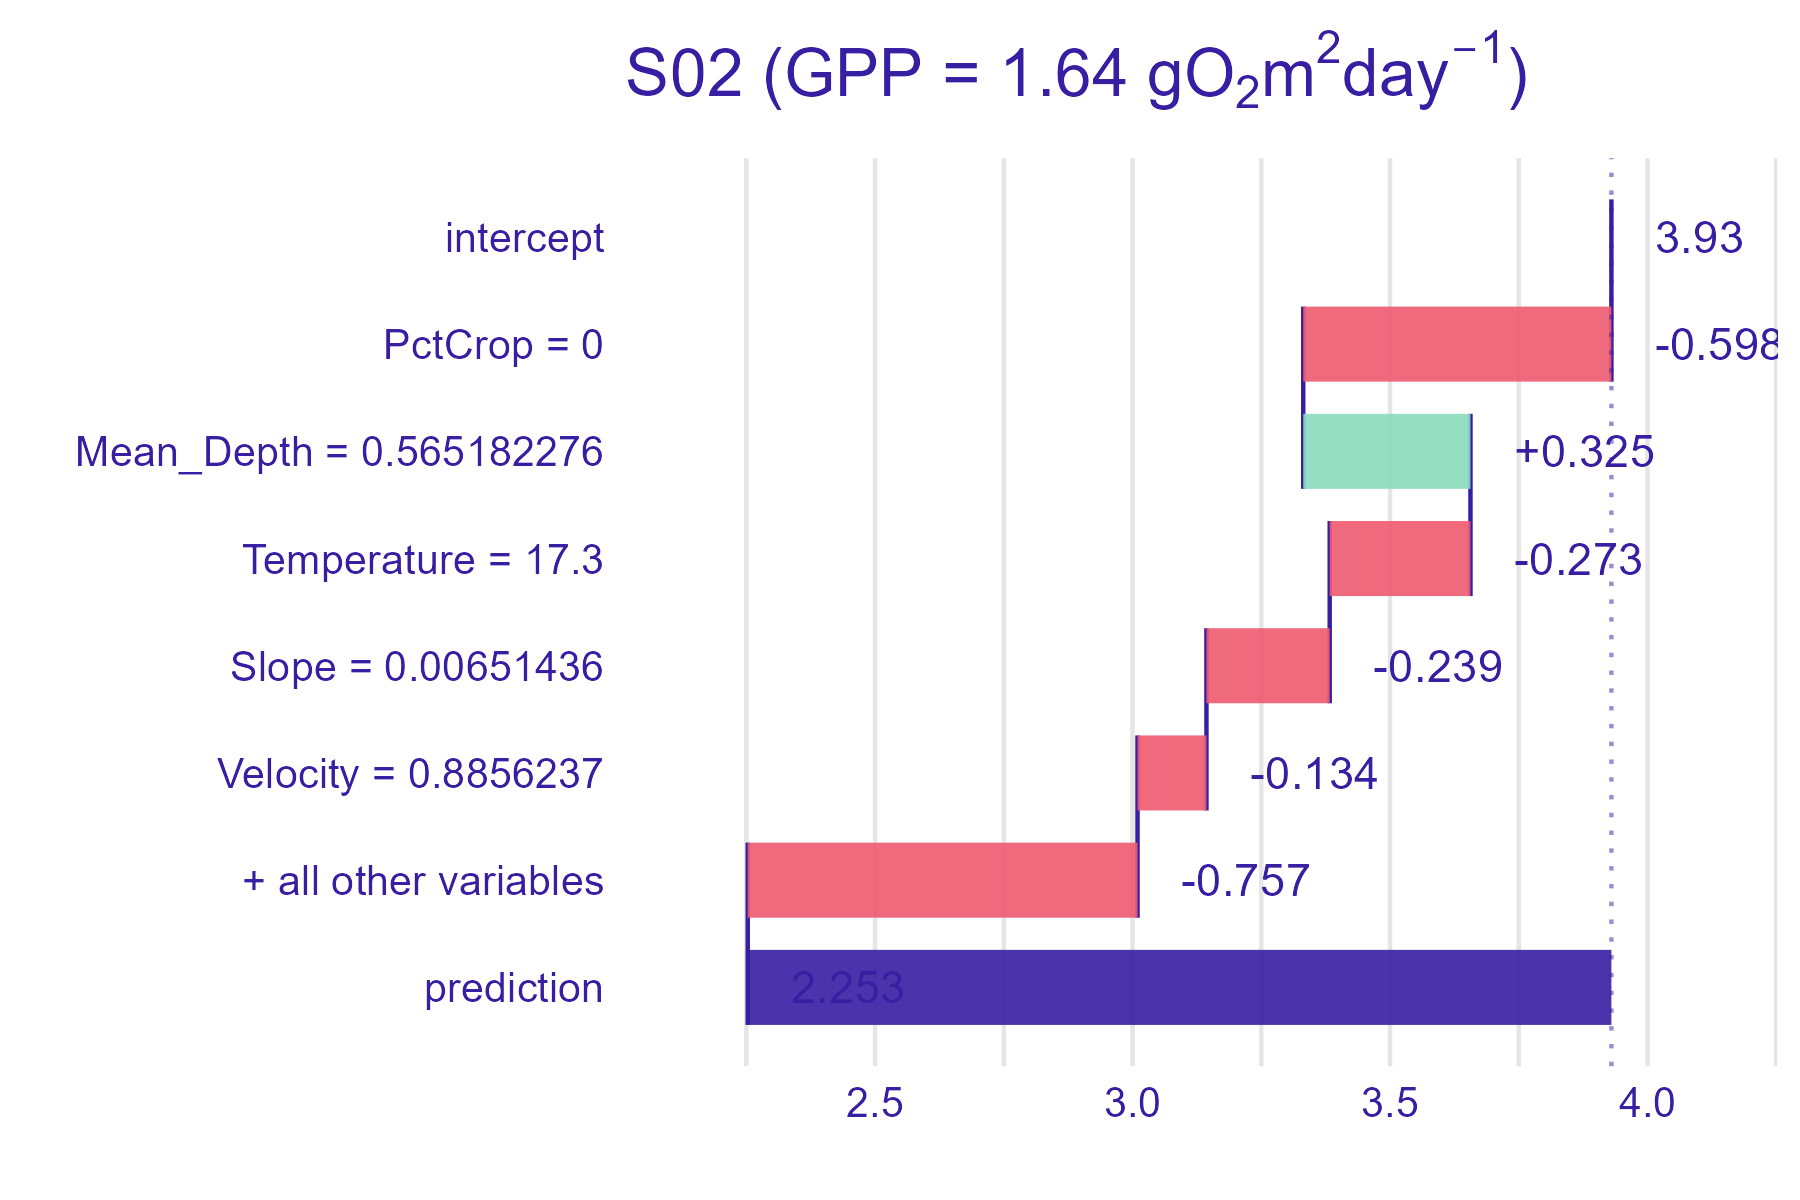 S02 (GPP = 1.64 gO₂m²day⁻¹)
intercept 3.93
PctCrop = 0 -0.598
Mean_Depth = 0.565182276 +0.325
Temperature = 17.3 -0.273
Slope = 0.00651436 -0.239
Velocity = 0.8856237 -0.134
+ all other variables -0.757
prediction 2.253
2.5 3.0 3.5 4.0